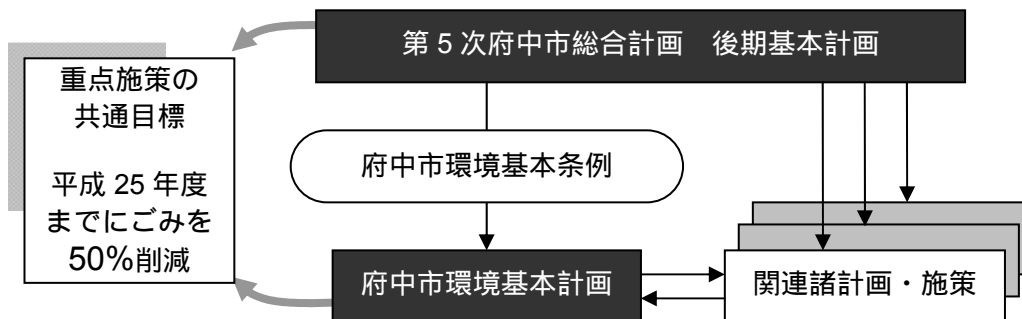 第5次府中市総合計画　後期基本計画
重点施策の
共通目標
平成25年度
までにごみを
50%削減
府中市環境基本条例
府中市環境基本計画
関連諸計画・施策